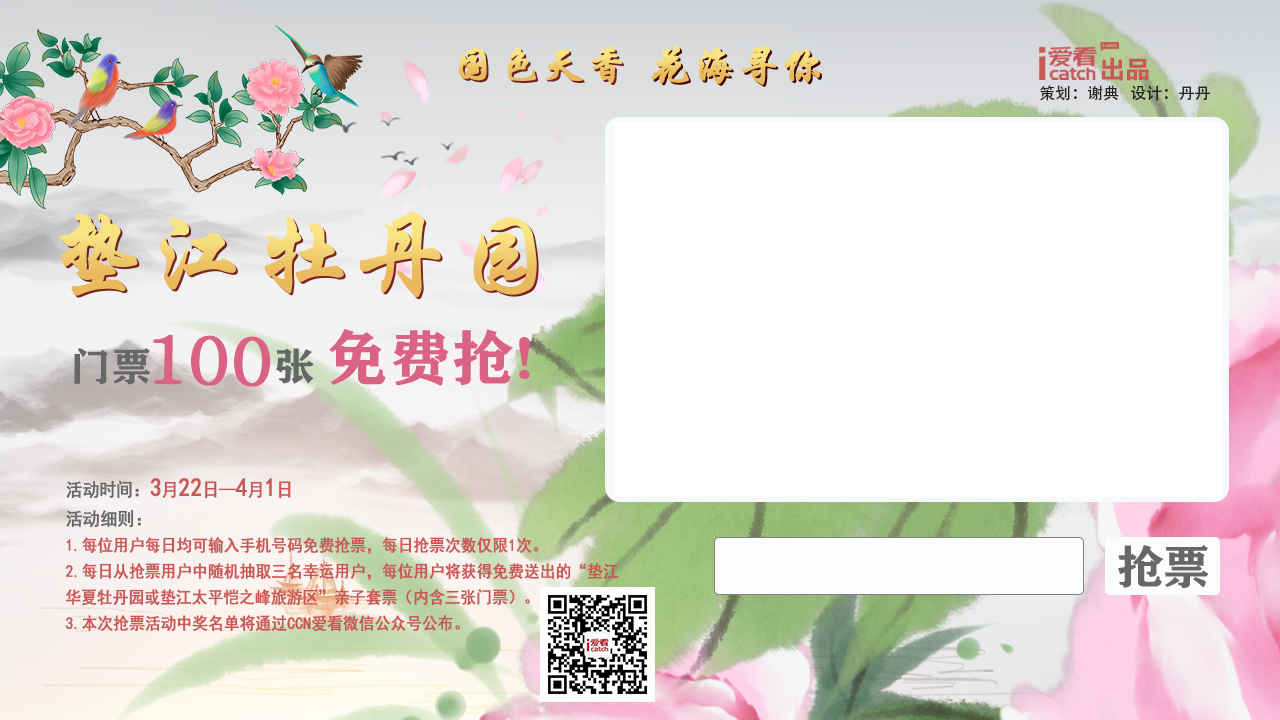 国色天香 花海寻你
i爱看 出品
icatch
策划：谢典 设计：丹丹
垫江牡丹园
门票100张 免费抢!
活动时间：3月22日—4月1日
活动细则：
1.每位用户每日均可输入手机号码免费抢票，每日抢票次数仅限1次。
2.每日从抢票用户中随机抽取三名幸运用户，每位用户将获得免费送出的“垫江
华夏牡丹园或垫江太平恺之峰旅游区”亲子套票（内含三张门票）。
3.本次抢票活动中奖名单将通过CCN爱看微信公众号公布。
抢票
i爱看
icatch